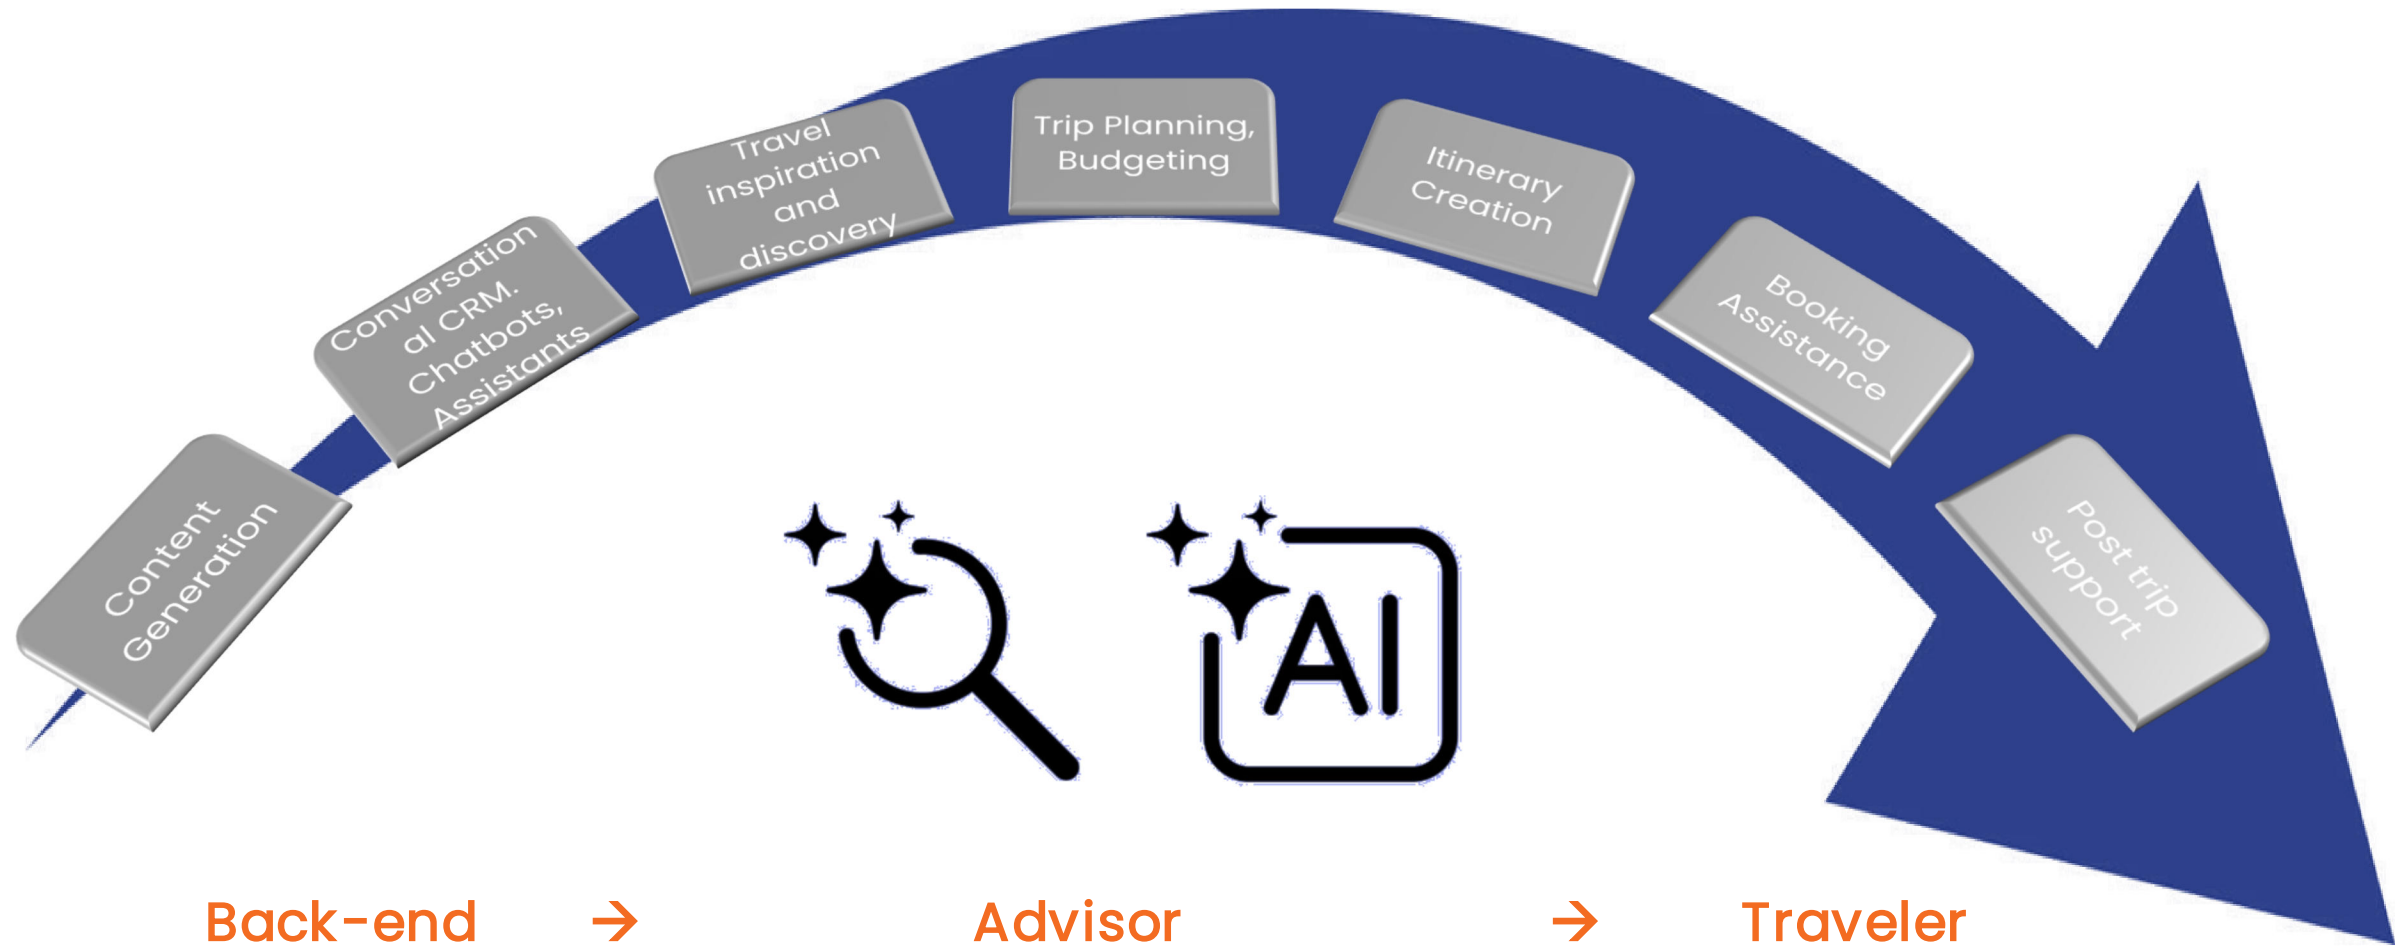 Content
Generation
Conversation
al CRM.
Chatbots,
Assistants
Travel
inspiration
and
discovery
Trip Planning,
Budgeting
Itinerary
Creation
Booking
Assistance
Post trip
support
AI
Back-end → Advisor → Traveler